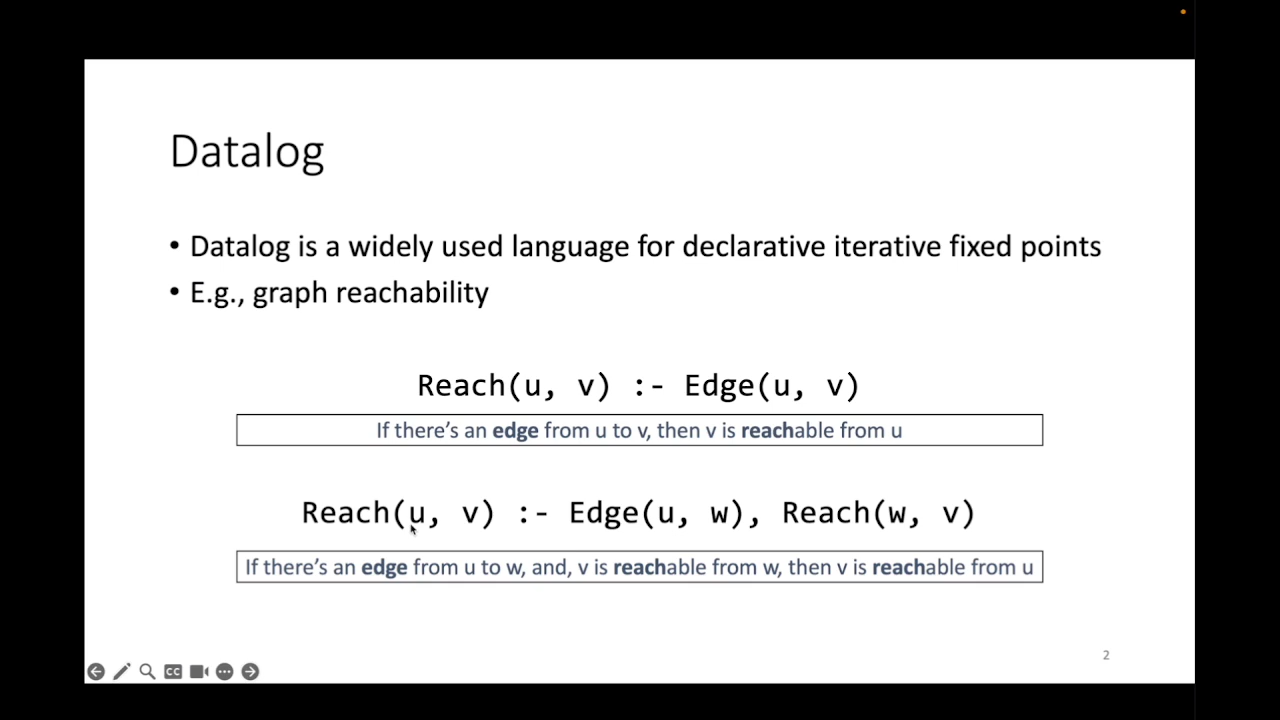 Datalog
• Datalog is a widely used language for declarative iterative fixed points
• E.g., graph reachability
Reach(u, v) :- Edge(u, v)
If there's an edge from u to v, then v is reachable from u
Reach(u, v) :- Edge(u, w), Reach(w, v)
If there's an edge from u to w, and, v is reachable from w, then v is reachable from u
2
CC